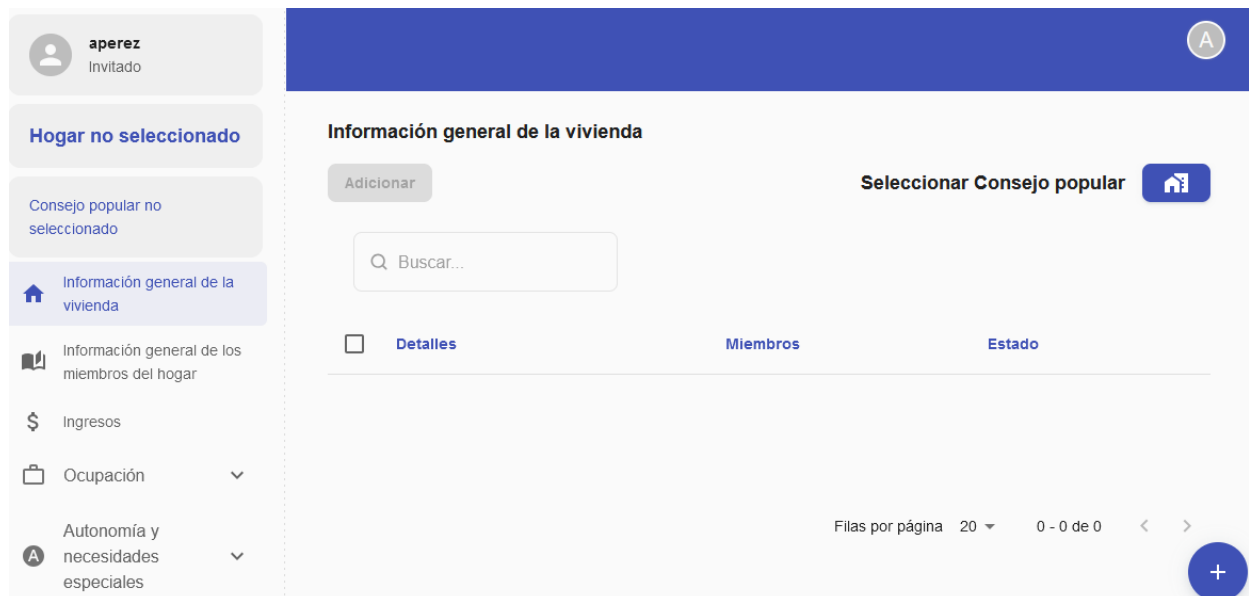 aperez
Invitado
A
Hogar no seleccionado
Consejo popular no
seleccionado
Información general de la
vivienda
Información general de los
miembros del hogar
Ingresos
Ocupación
A
Autonomía y
necesidades
especiales
Información general de la vivienda
Adicionar
Seleccionar Consejo popular
Buscar...
Detalles Miembros Estado
Filas por página 20 0 - 0 de 0